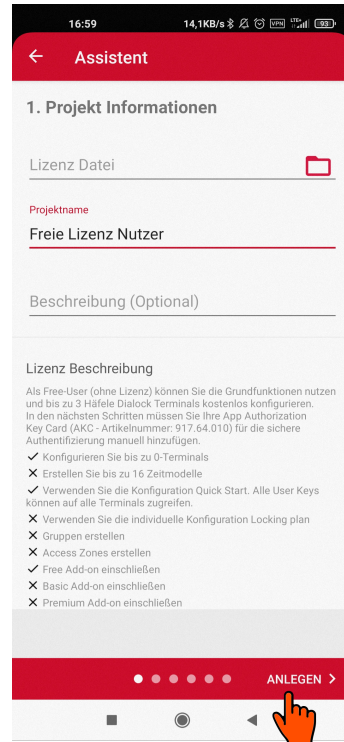 16:59
14,1KB/s VPN LTE+ 93
Assistent
1. Projekt Informationen
Lizenz Datei
Projektname
Freie Lizenz Nutzer
Beschreibung (Optional)
Lizenz Beschreibung
Als Free-User (ohne Lizenz) können Sie die Grundfunktionen nutzen
und bis zu 3 Häfele Dialock Terminals kostenlos konfigurieren.
In den nächsten Schritten müssen Sie Ihre App Authorization
Key Card (AKC - Artikelnummer: 917.64.010) für die sichere
Authentifizierung manuell hinzufügen.
✓ Konfigurieren Sie bis zu 0-Terminals
✕ Erstellen Sie bis zu 16 Zeitmodelle
✓ Verwenden Sie die Konfiguration Quick Start. Alle User Keys
können auf alle Terminals zugreifen.
✕ Verwenden Sie die individuelle Konfiguration Locking plan
✕ Gruppen erstellen
✕ Access Zones erstellen
✓ Free Add-on einschließen
✕ Basic Add-on einschließen
✕ Premium Add-on einschließen
ANLEGEN